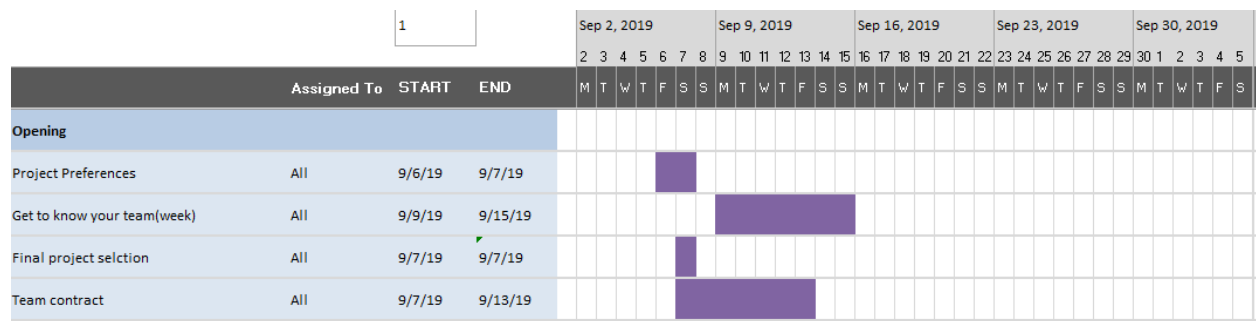 1
Sep 2, 2019 Sep 9, 2019 Sep 16, 2019 Sep 23, 2019 Sep 30, 2019
2 3 4 5 6 7 8 9 10 11 12 13 14 15 16 17 18 19 20 21 22 23 24 25 26 27 28 29 30 1 2 3 4 5
Assigned To START END M T W T F S S M T W T F S S M T W T F S S M T W T F S S M T W T F S
Opening
Project Preferences All 9/6/19 9/7/19
Get to know your team(week) All 9/9/19 9/15/19
Final project selction All 9/7/19 9/7/19
Team contract All 9/7/19 9/13/19